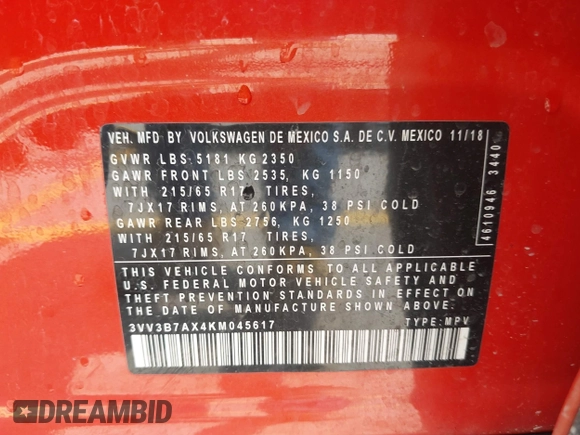 VEH. MFD BY VOLKSWAGEN DE MEXICO S.A. DE C.V. MEXICO 11/18
GVWR LBS 5181 KG 2350
GAWR FRONT LBS 2535, KG 1150
WITH 215/65 R17 TIRES,
7JX17 RIMS, AT 260KPA, 38 PSI COLD
GAWR REAR LBS 2756, KG 1250
WITH 215/65 R17 TIRES,
7JX17 RIMS, AT 260KPA, 38 PSI COLD
THIS VEHICLE CONFORMS TO ALL APPLICABLE
U.S. FEDERAL MOTOR VEHICLE SAFETY AND
THEFT PREVENTION STANDARDS IN EFFECT
ON THE DATE OF MANUFACTURE SHOWN ABOVE.
3VV3B7AX4KM045617 TYPE: MPV
4610946 3440
DREAMBID